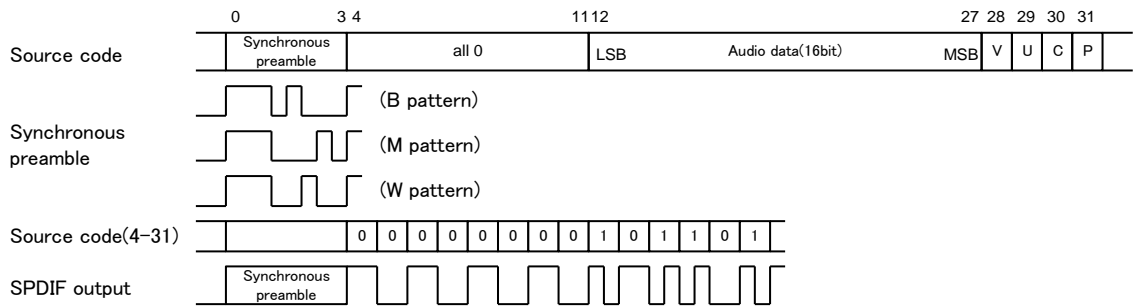 0 3 4 11 12 27 28 29 30 31
Source code
Synchronous
preamble
all 0
LSB
Audio data(16bit)
MSB
V
U
C
P
(B pattern)
Synchronous
preamble
(M pattern)
(W pattern)
Source code(4-31)
0 0 0 0 0 0 0 0 1 0 1 1 0 1
SPDIF output
Synchronous
preamble